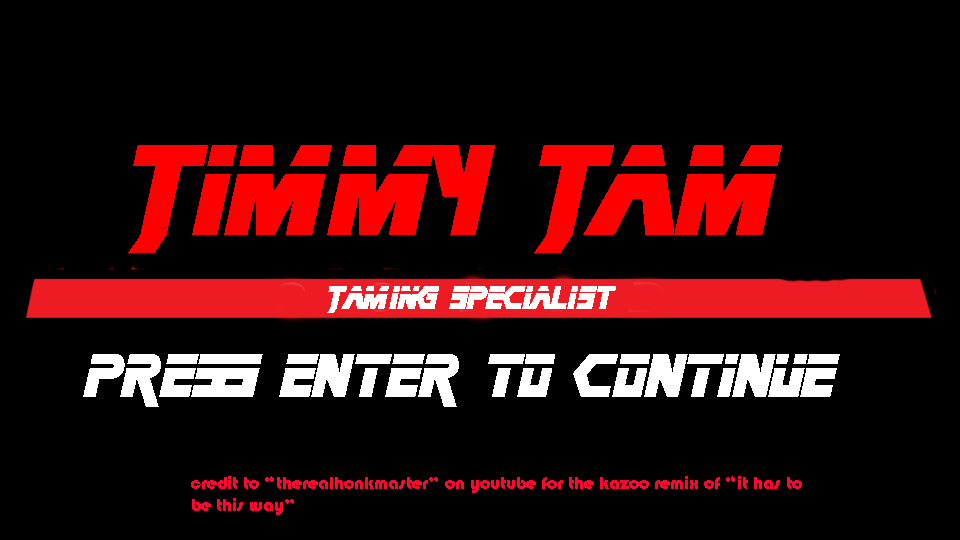 JIMMY JAM
TAMING SPECIALIST
PRESS ENTER TO CONTINUE
credit to "therealhonkmaster" on youtube for the kazoo remix of "it has to
be this way"